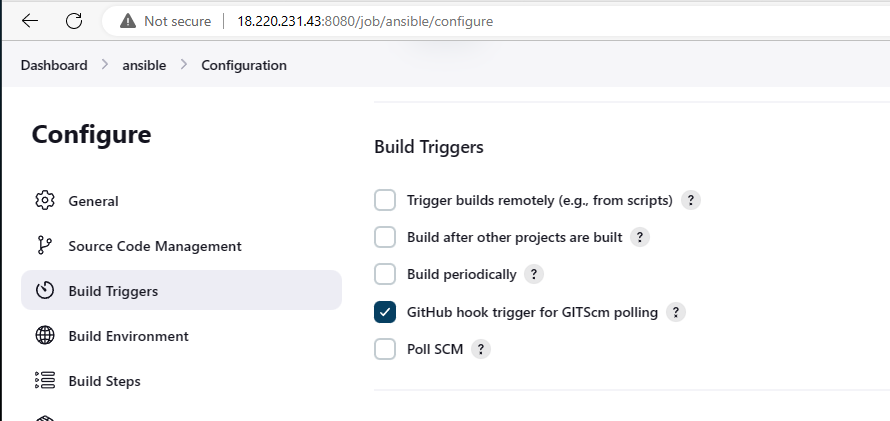 Not secure 18.220.231.43:8080/job/ansible/configure
Dashboard > ansible > Configuration
Configure
General
Source Code Management
Build Triggers
Build Environment
Build Steps
Build Triggers
Trigger builds remotely (e.g., from scripts) ?
Build after other projects are built ?
Build periodically ?
GitHub hook trigger for GITScm polling ?
Poll SCM ?